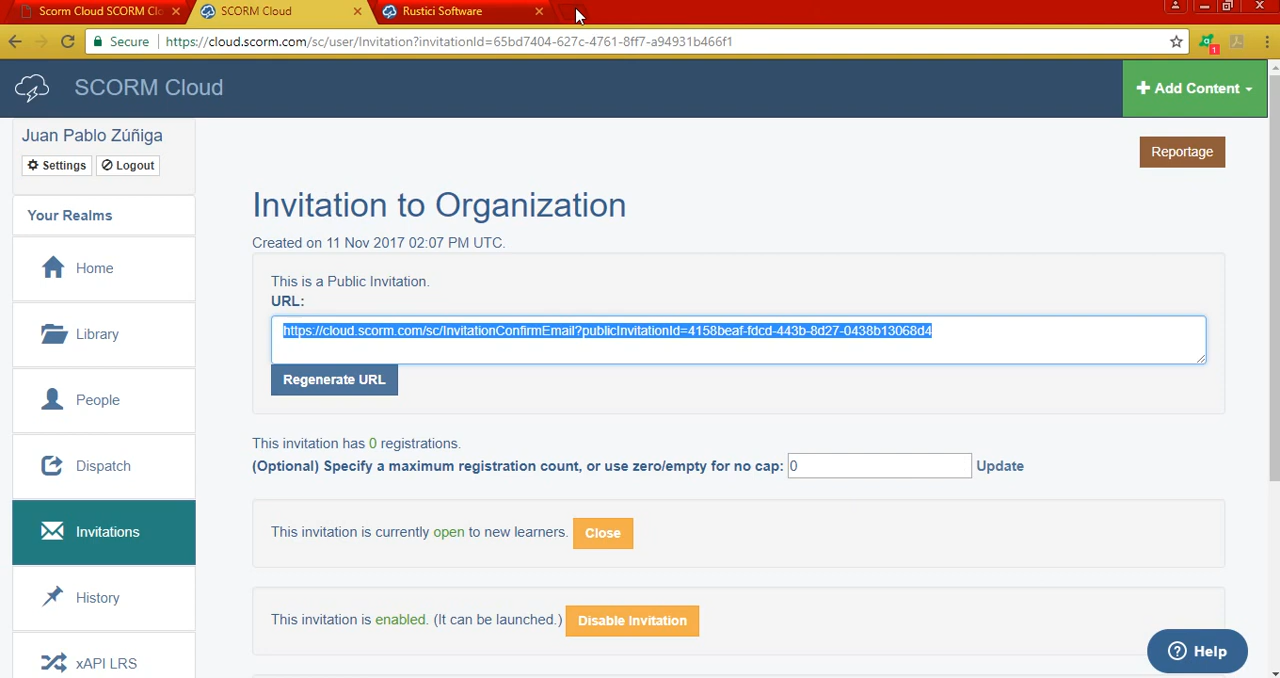 Scorm Cloud SCORM Clo
SCORM Cloud
Rustici Software
Secure
https://cloud.scorm.com/sc/user/Invitation?invitationId=65bd7404-627c-4761-8ff7-a94931b466f1
1
SCORM Cloud
Add Content
Juan Pablo Zúñiga
Settings
Logout
Reportage
Your Realms
Home
Library
People
Dispatch
Invitations
History
xAPI LRS
Invitation to Organization
Created on 11 Nov 2017 02:07 PM UTC.
This is a Public Invitation.
URL:
https://cloud.scorm.com/sc/InvitationConfirmEmail?publicInvitationId=4158beaf-fdcd-443b-8d27-0438b13068d4
Regenerate URL
This invitation has 0 registrations.
(Optional) Specify a maximum registration count, or use zero/empty for no cap: 0 Update
This invitation is currently open to new learners. Close
This invitation is enabled. (It can be launched.) Disable Invitation
Help